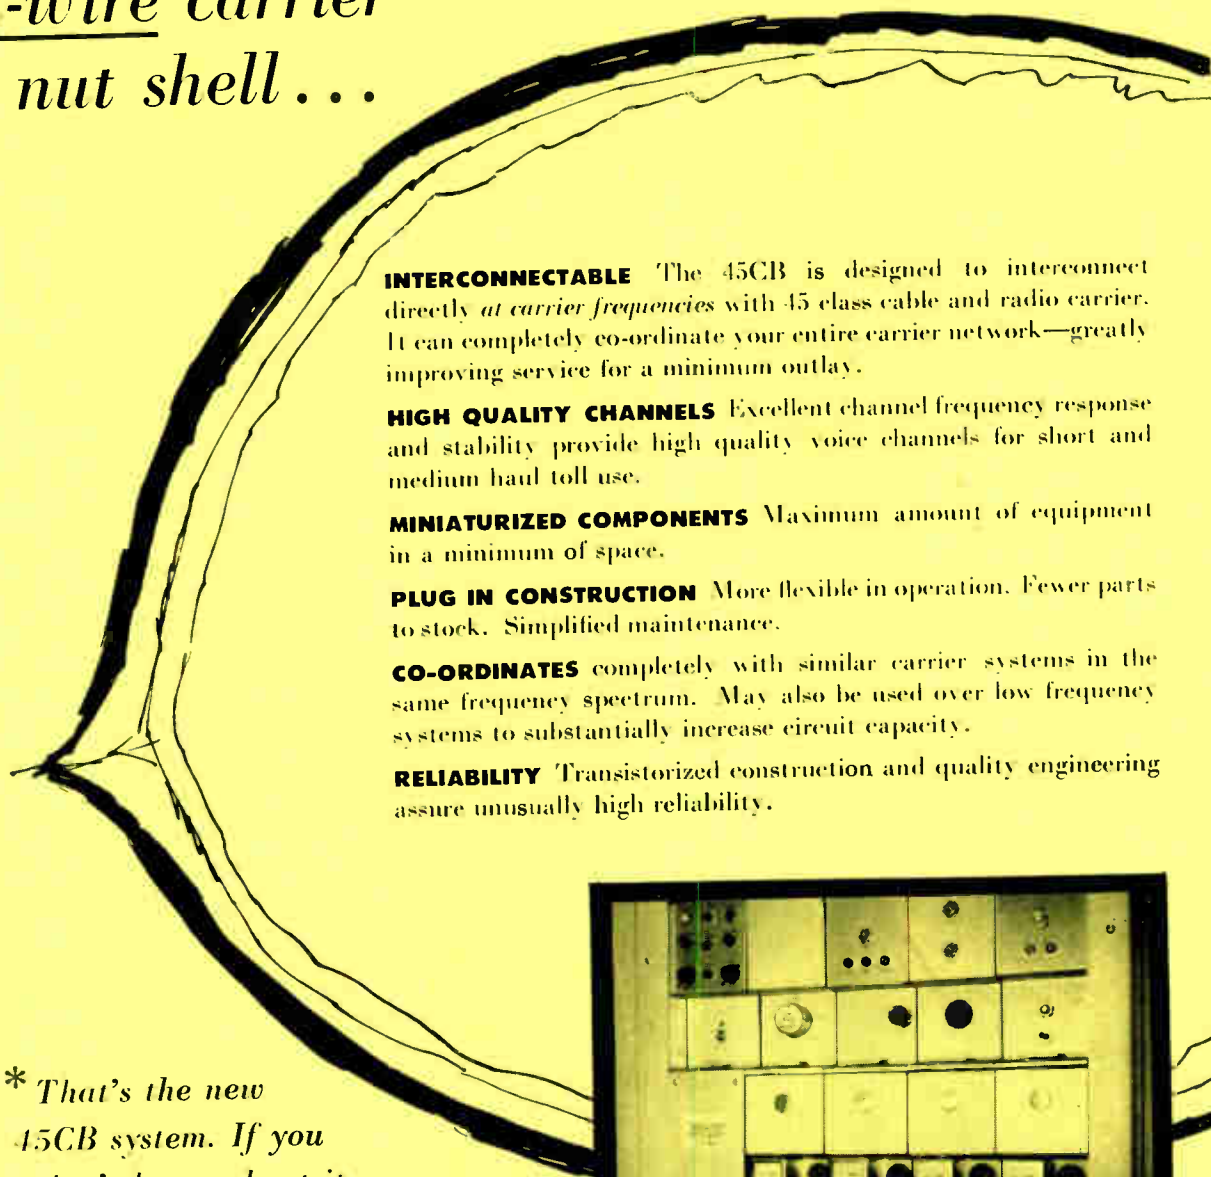 -wire carrier
nut shell...
INTERCONNECTABLE The 45CB is designed to interconnect
directly at carrier frequencies with 45 class cable and radio carrier.
It can completely co-ordinate your entire carrier network—greatly
improving service for a minimum outlay.
HIGH QUALITY CHANNELS Excellent channel frequency response
and stability provide high quality voice channels for short and
medium haul toll use.
MINIATURIZED COMPONENTS Maximum amount of equipment
in a minimum of space.
PLUG IN CONSTRUCTION More flexible in operation. Fewer parts
to stock. Simplified maintenance.
CO-ORDINATES completely with similar carrier systems in the
same frequency spectrum. May also be used over low frequency
systems to substantially increase circuit capacity.
RELIABILITY Transistorized construction and quality engineering
assure unusually high reliability.
* That's the new
45CB system. If you